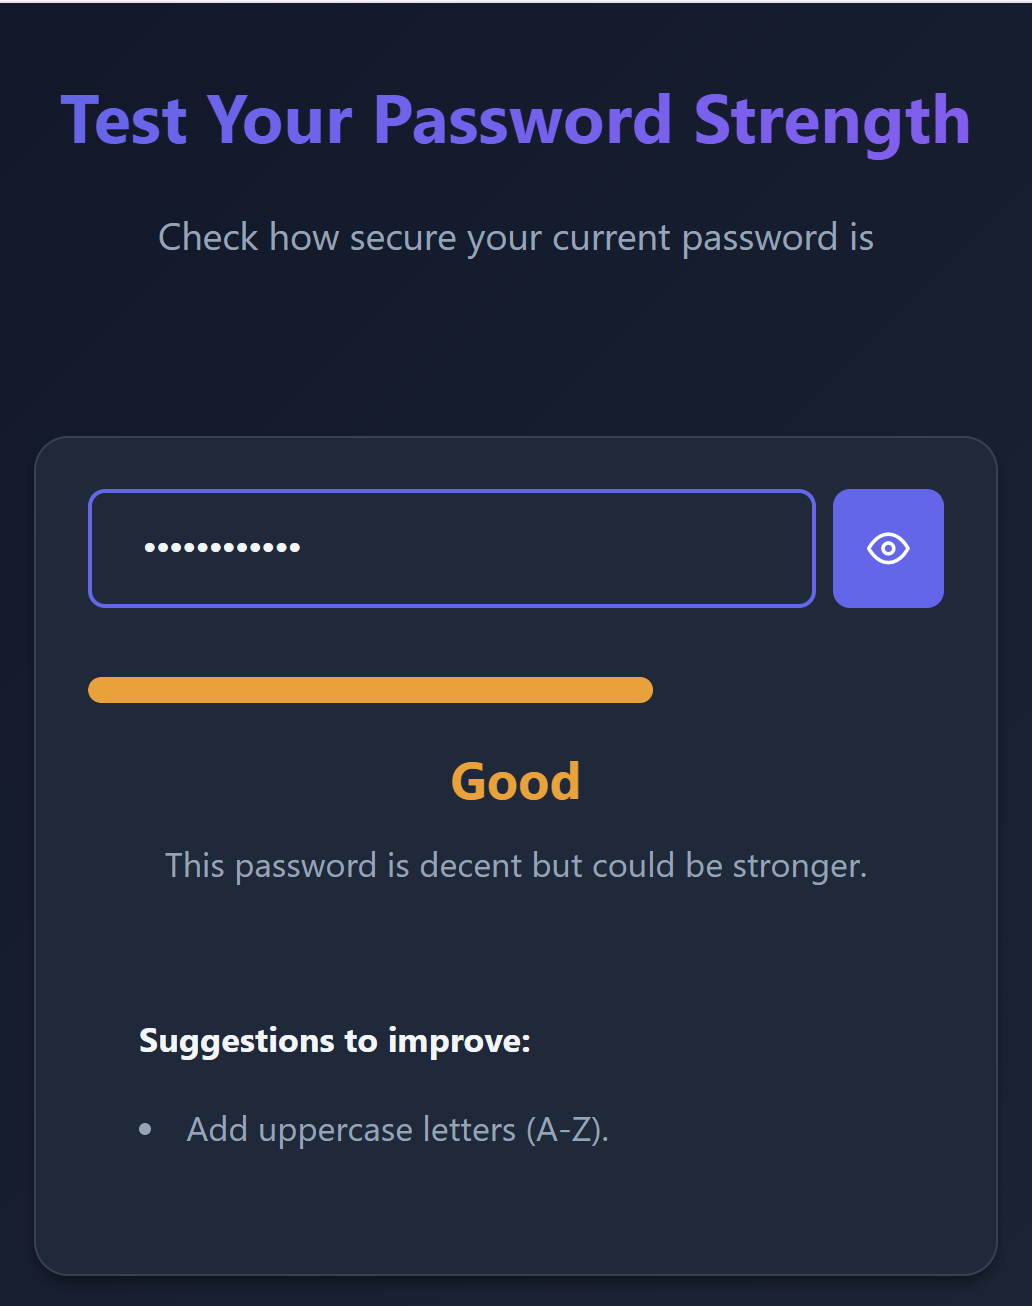 Test Your Password Strength
Check how secure your current password is
••••••••••••
Good
This password is decent but could be stronger.
Suggestions to improve:
• Add uppercase letters (A-Z).